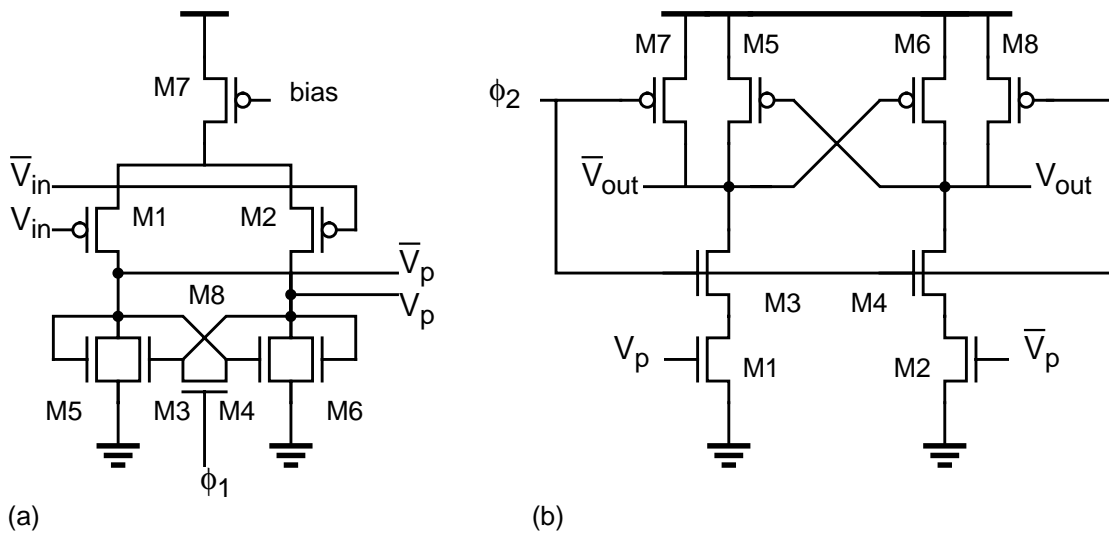 M7 M5 M6 M8
M7
bias
ϕ2
V̅in
V̅out Vout
Vin M1 M2
V̅p
M8 Vp
M3 M4
Vp M1 M2 V̅p
M5 M3 M4 M6
ϕ1
(a) (b)